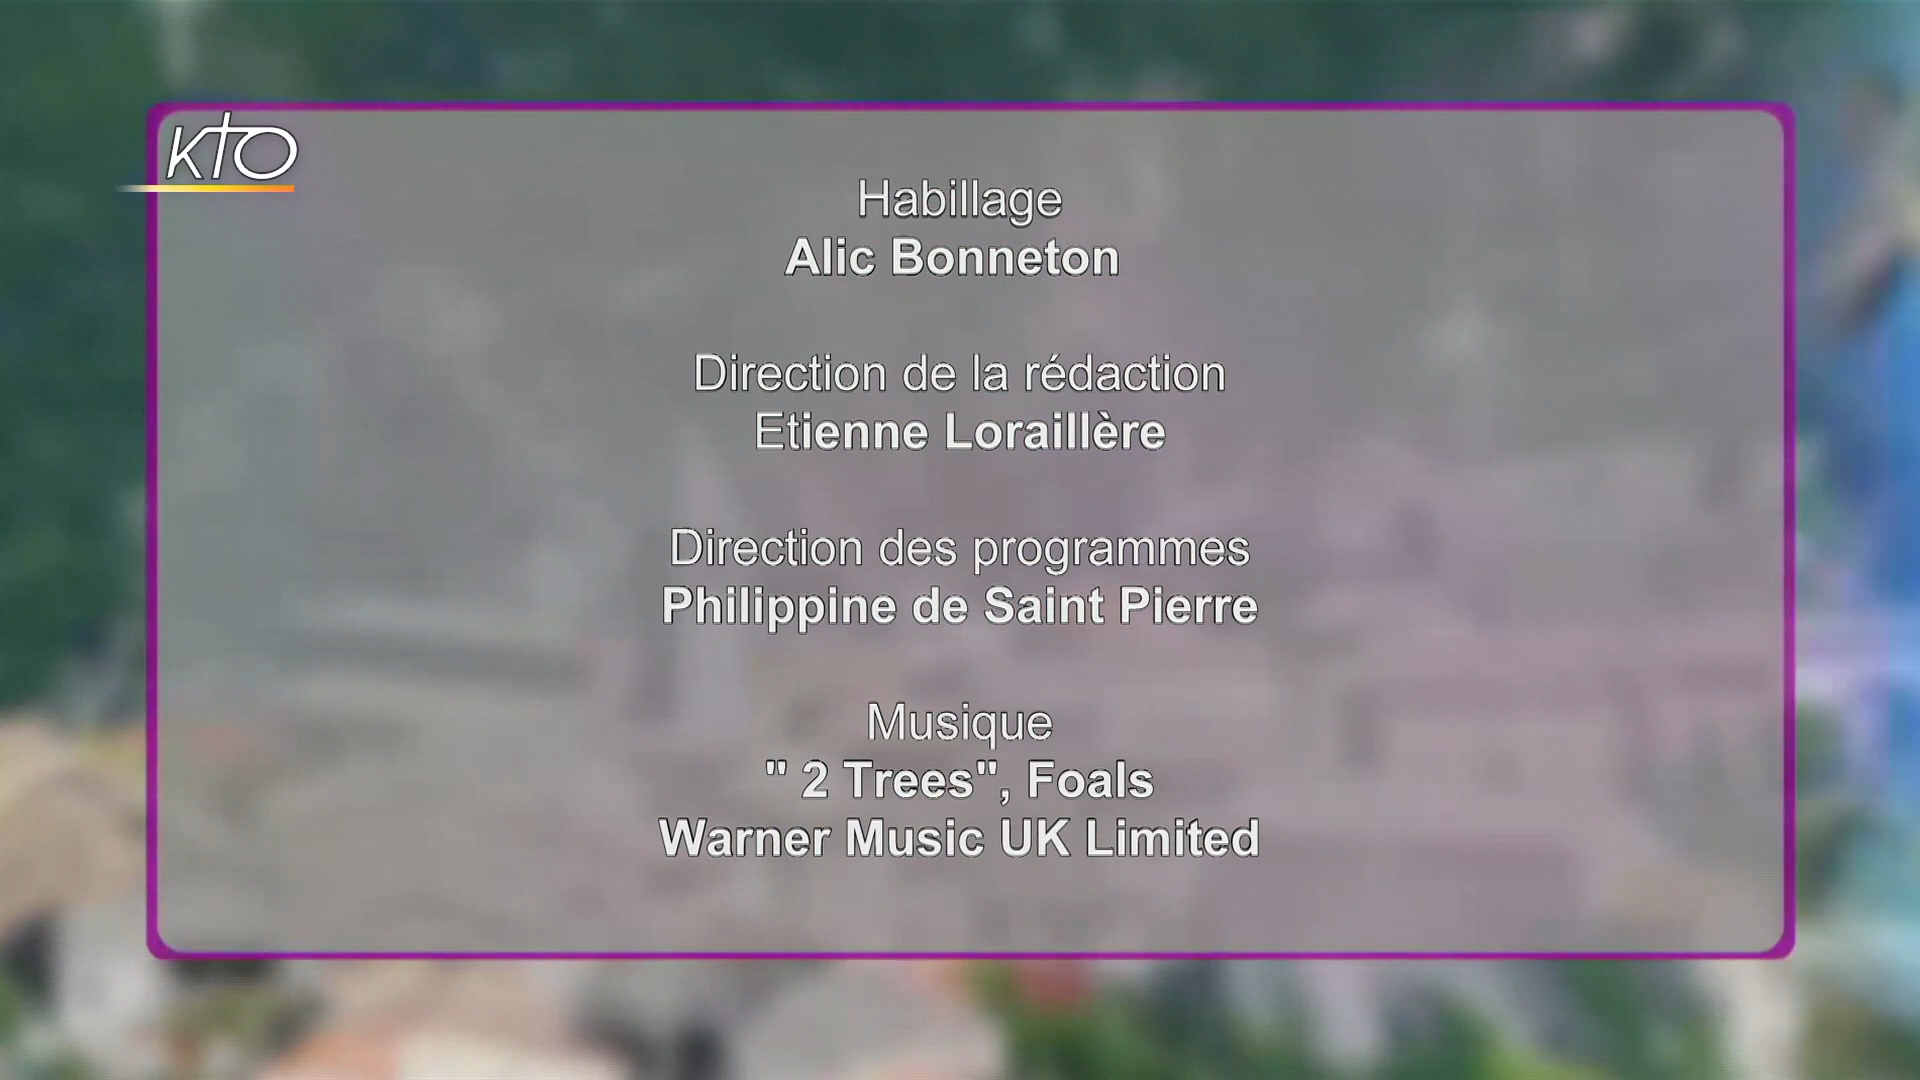 KTO
Habillage
Alic Bonneton
Direction de la rédaction
Etienne Loraillère
Direction des programmes
Philippine de Saint Pierre
Musique
" 2 Trees", Foals
Warner Music UK Limited